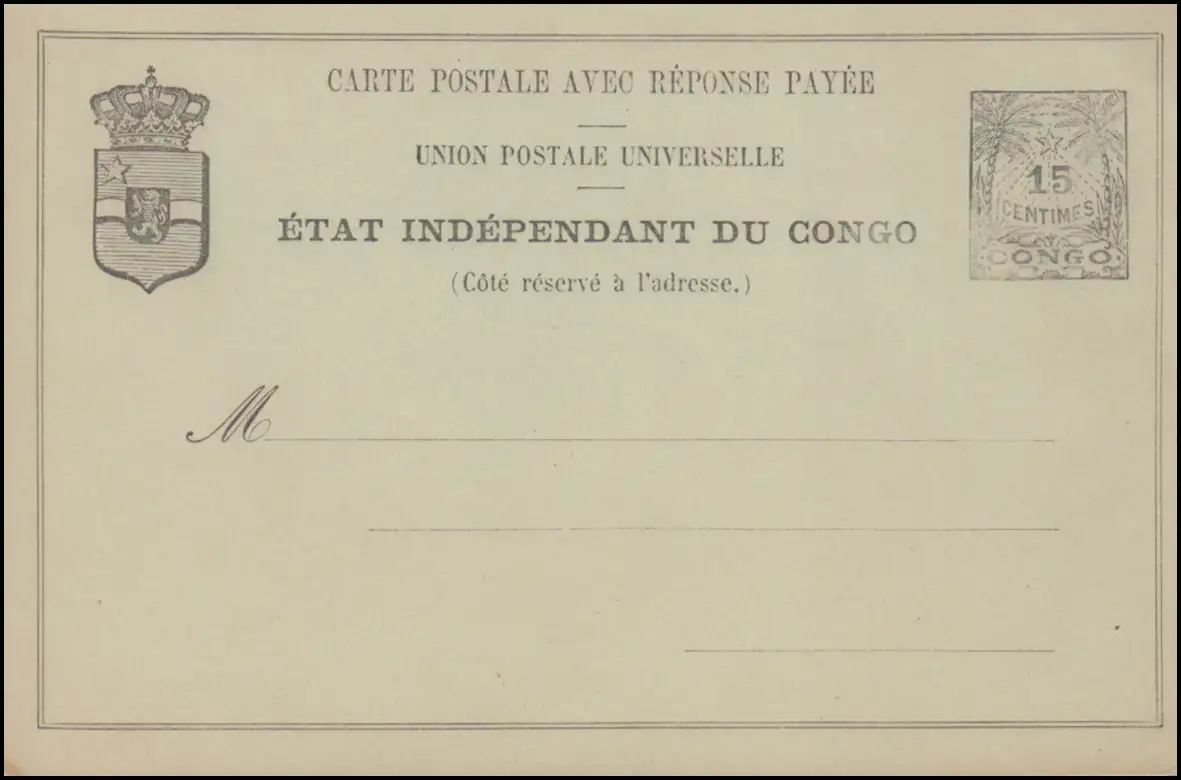 CARTE POSTALE AVEC RÉPONSE PAYÉE
UNION POSTALE UNIVERSELLE
ÉTAT INDÉPENDANT DU CONGO
(Côté réservé à l'adresse.)
15
CENTIMES
CONGO
M